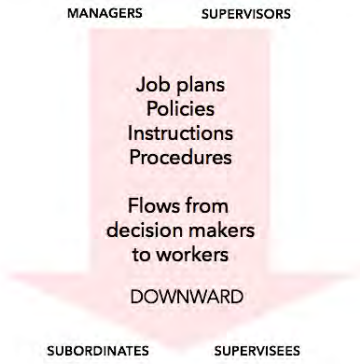 MANAGERS SUPERVISORS
Job plans
Policies
Instructions
Procedures
Flows from
decision makers
to workers
DOWNWARD
SUBORDINATES SUPERVISEES